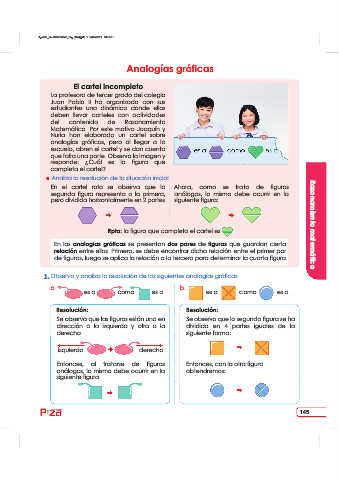 Analogías gráficas
El cartel incompleto
La profesora de tercer grado del colegio
Juan Pablo II ha organizado con sus
estudiantes una dinámica donde ellos
deben llevar carteles con actividades
del contenido de Razonamiento
Matemático. Por este motivo Joaquín y
Nuria han elaborado un cartel sobre
analogías gráficas, pero al llegar a la
escuela, abren el cartel y se dan cuenta
que falta una parte. Observa la imagen y
responde: ¿Cuál es la figura que
completa el cartel?
es a como es a
Analiza la resolución de la situación inicial
En el cartel roto se observa que la
segunda figura representa a la primera,
pero dividida horizontalmente en 2 partes
Ahora, como se trata de figuras
análogas, lo mismo debe ocurrir en la
siguiente figura:
Rpta: la figura que completa el cartel es
En las analogías gráficas se presentan dos pares de figuras que guardan cierta
relación entre ellas. Primero, se debe encontrar dicha relación entre el primer par
de figuras, luego se aplica la relación a la tercera para determinar la cuarta figura.
1. Observa y analiza la resolución de las siguientes analogías gráficas
a. es a como es a
b. es a como es a
Resolución:
Se observa que las figuras están una en
dirección a la izquierda y otra a la
derecha
izquierda derecha
Entonces, al tratarse de figuras
análogas, lo mismo debe ocurrir en la
siguiente figura
Resolución:
Se observa que la segunda figura se ha
dividido en 4 partes iguales de la
siguiente forma:
Entonces, con la otra figura
obtendremos:
Razonamiento matemático
145